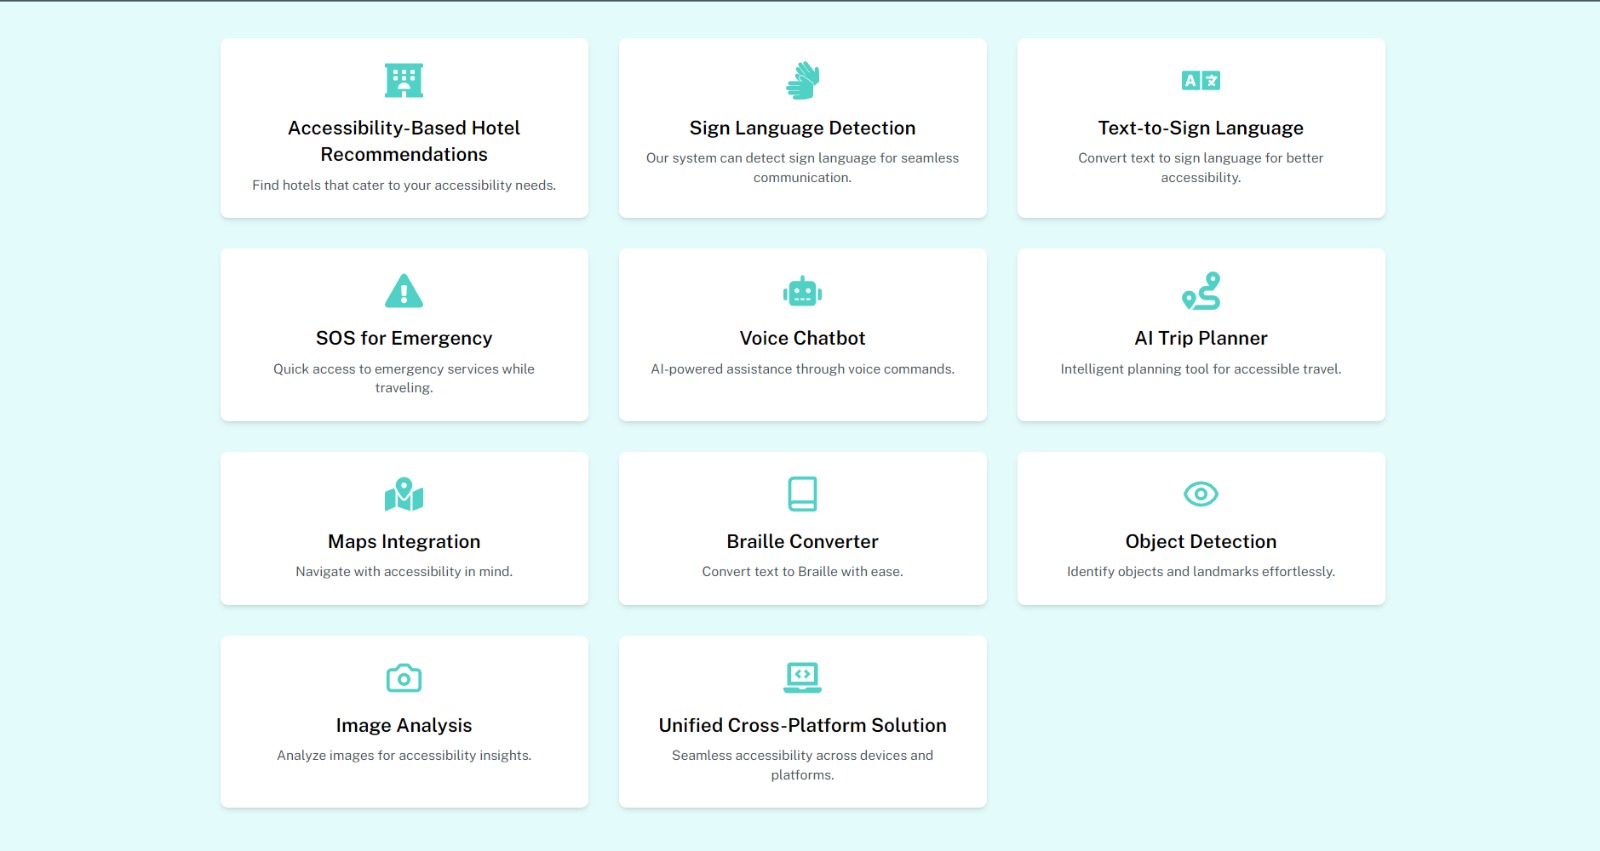 Accessibility-Based Hotel
Recommendations
Find hotels that cater to your accessibility needs.
Sign Language Detection
Our system can detect sign language for seamless
communication.
A 文
Text-to-Sign Language
Convert text to sign language for better
accessibility.
SOS for Emergency
Quick access to emergency services while
traveling.
Voice Chatbot
AI-powered assistance through voice commands.
AI Trip Planner
Intelligent planning tool for accessible travel.
Maps Integration
Navigate with accessibility in mind.
Braille Converter
Convert text to Braille with ease.
Object Detection
Identify objects and landmarks effortlessly.
Image Analysis
Analyze images for accessibility insights.
Unified Cross-Platform Solution
Seamless accessibility across devices and
platforms.